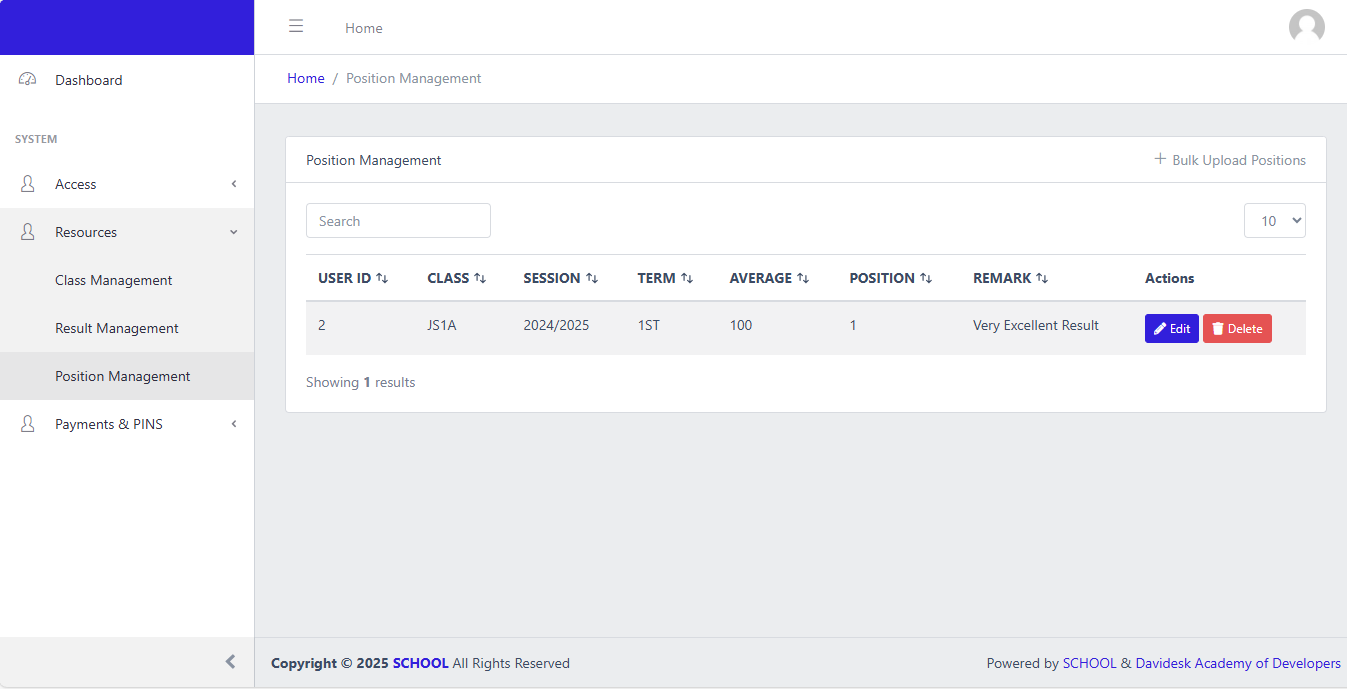 Home
Dashboard
Home / Position Management
SYSTEM
Access
Resources
Class Management
Result Management
Position Management
Payments & PINS
Position Management
Bulk Upload Positions
Search
10
USER ID CLASS SESSION TERM AVERAGE POSITION REMARK Actions
2 JS1A 2024/2025 1ST 100 1 Very Excellent Result Edit Delete
Showing 1 results
Copyright © 2025 SCHOOL All Rights Reserved
Powered by SCHOOL & Davidesk Academy of Developers